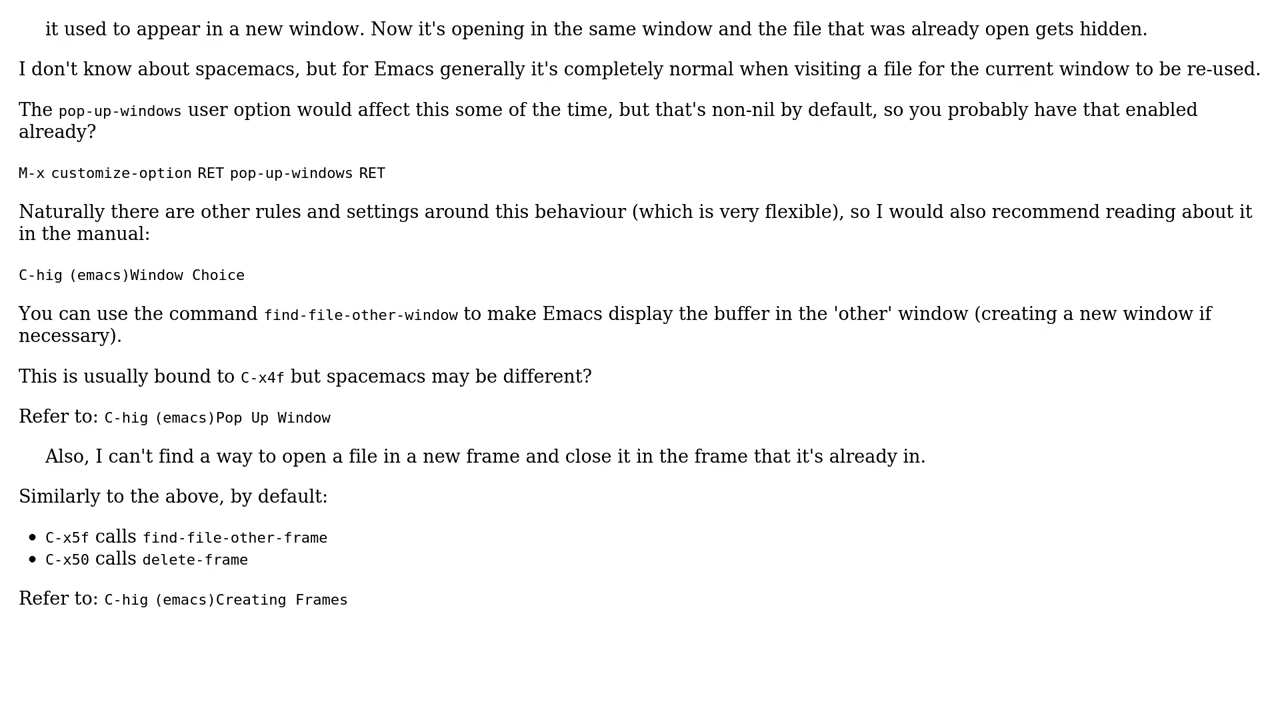 it used to appear in a new window. Now it's opening in the same window and the file that was already open gets hidden.
I don't know about spacemacs, but for Emacs generally it's completely normal when visiting a file for the current window to be re-used.
The pop-up-windows user option would affect this some of the time, but that's non-nil by default, so you probably have that enabled
already?
M-x customize-option RET pop-up-windows RET
Naturally there are other rules and settings around this behaviour (which is very flexible), so I would also recommend reading about it
in the manual:
C-hig (emacs)Window Choice
You can use the command find-file-other-window to make Emacs display the buffer in the 'other' window (creating a new window if
necessary).
This is usually bound to C-x4f but spacemacs may be different?
Refer to: C-hig (emacs)Pop Up Window
Also, I can't find a way to open a file in a new frame and close it in the frame that it's already in.
Similarly to the above, by default:
• C-x5f calls find-file-other-frame
• C-x50 calls delete-frame
Refer to: C-hig (emacs)Creating Frames